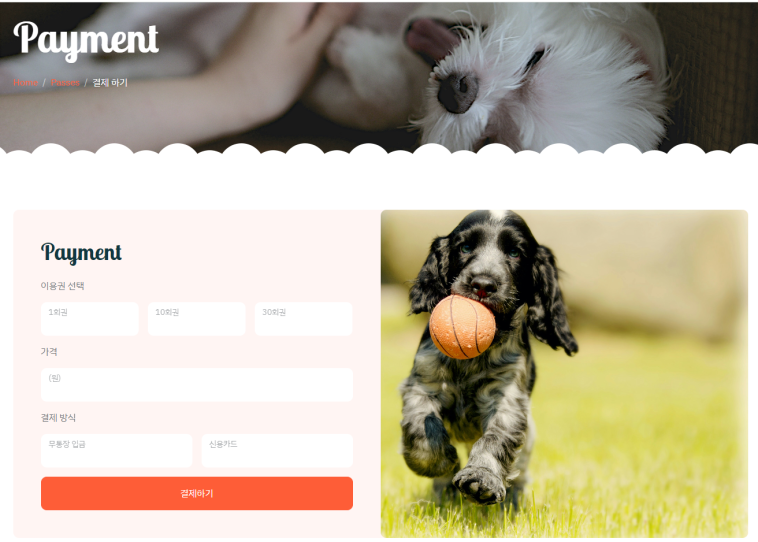 Payment
Home / / 결제 하기
Payment
이용권 선택
1회권 10회권 30회권
가격
(원)
결제 방식
무통장 입금 신용카드
결제하기